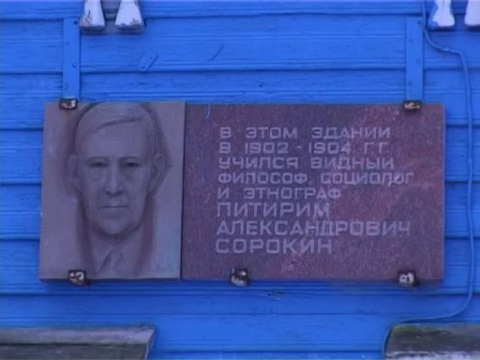 В ЭТОМ ЗДАНИИ
В 1902 - 1904 Г.Г.
УЧИЛСЯ ВИДНЫЙ
ФИЛОСОФ, СОЦИОЛОГ
И ЭТНОГРАФ
ПИТИРИМ
АЛЕКСАНДРОВИЧ
СОРОКИН